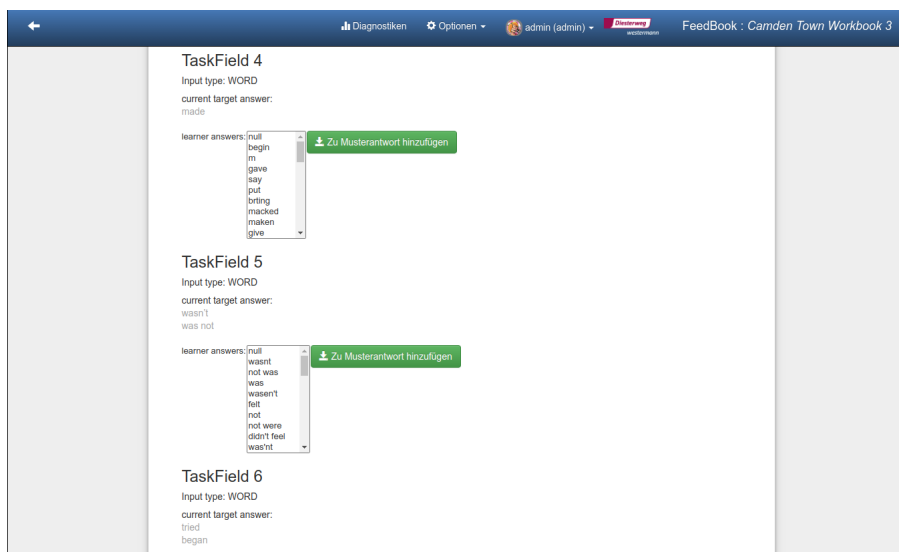 Diagnostiken Optionen admin (admin) Diesterweg westermann FeedBook : Camden Town Workbook 3
TaskField 4
Input type: WORD
current target answer:
made
learner answers: null Zu Musterantwort hinzufügen
begin
m
gave
say
put
brting
macked
maken
give
TaskField 5
Input type: WORD
current target answer:
wasn't
was not
learner answers: null Zu Musterantwort hinzufügen
wasnt
not was
was
wasen't
felt
not
not were
didn't feel
was'nt
TaskField 6
Input type: WORD
current target answer:
tried
began